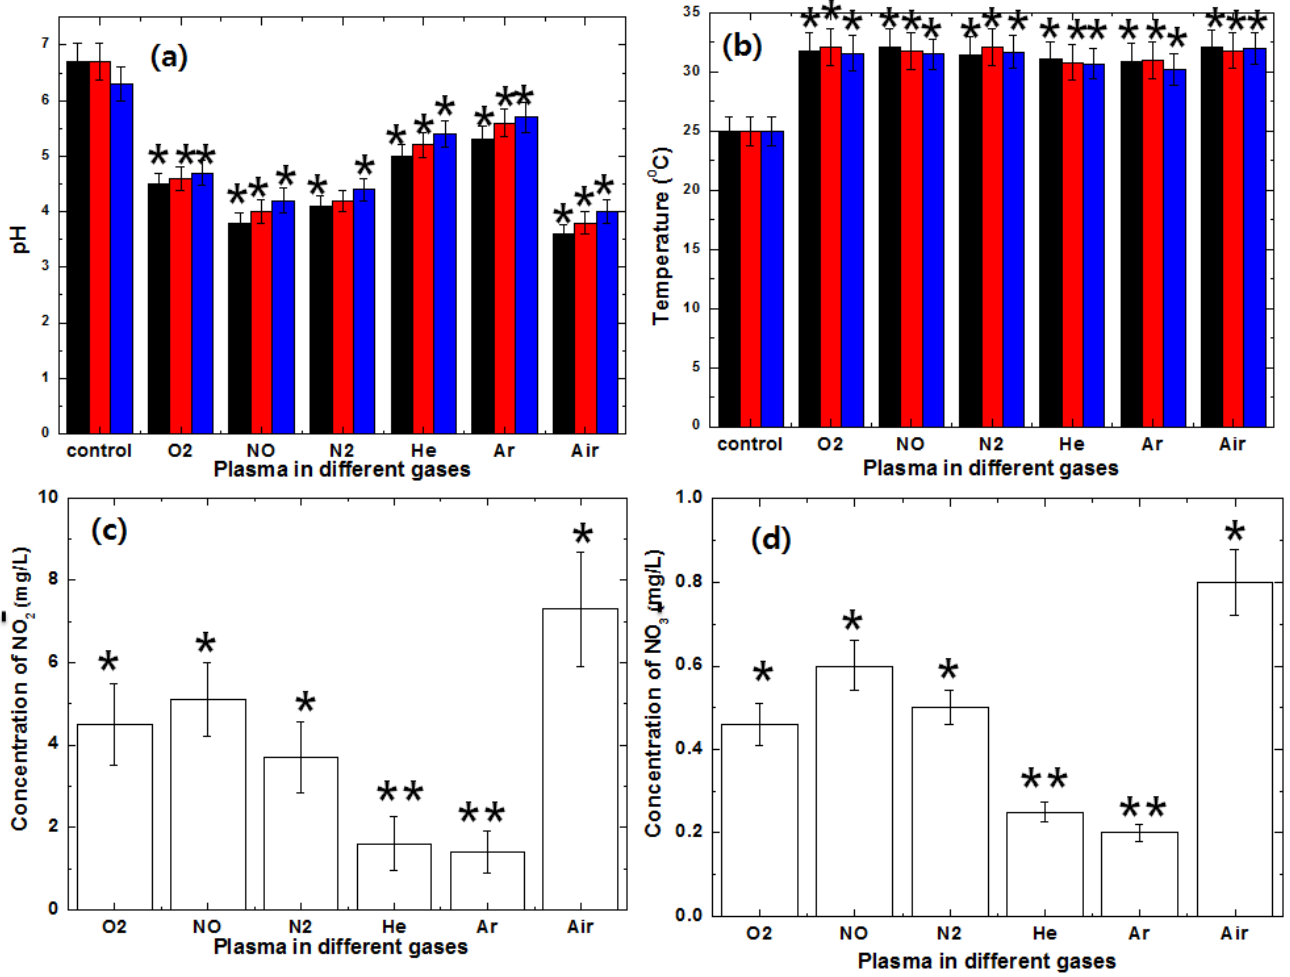 (a)
pH
7
6
5
4
3
2
1
0
* * * * * * * * * * * * * * * * *
control O2 NO N2 He Ar Air
Plasma in different gases
(b)
Temperature (⁰C)
35
30
25
20
15
10
5
0
* * * * * * * * * * * * * * * * * *
control O2 NO N2 He Ar Air
Plasma in different gases
(c)
Concentration of NO₂⁻ (mg/L)
10
8
6
4
2
0
* * * ** ** *
O2 NO N2 He Ar Air
Plasma in different gases
(d)
Concentration of NO₃⁻ (mg/L)
1.0
0.8
0.6
0.4
0.2
0.0
* * * ** ** *
O2 NO N2 He Ar Air
Plasma in different gases